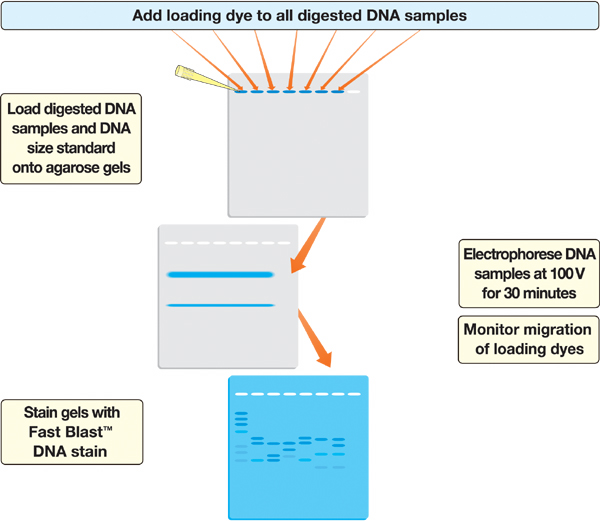 Add loading dye to all digested DNA samples
Load digested DNA
samples and DNA
size standard
onto agarose gels
Electrophorese DNA
samples at 100 V
for 30 minutes
Monitor migration
of loading dyes
Stain gels with
Fast Blast™
DNA stain